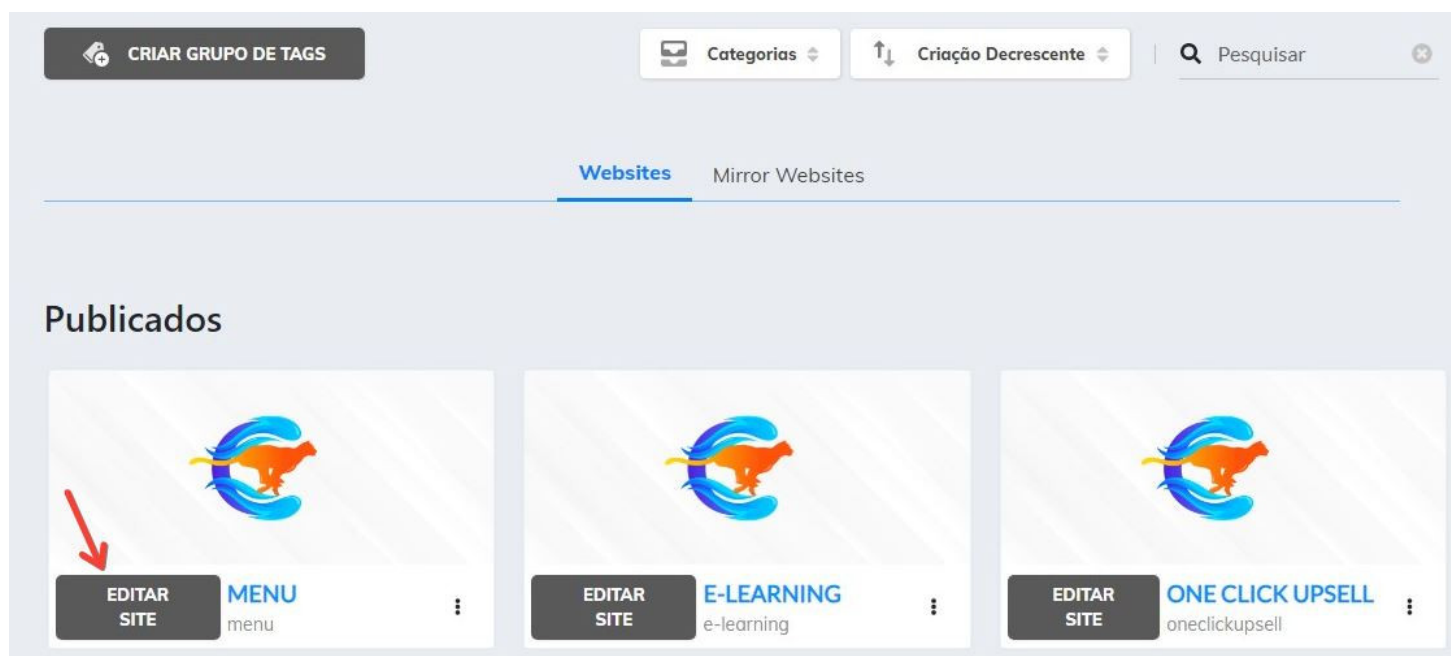 CRIAR GRUPO DE TAGS
Categorias
Criação Decrescente
Pesquisar
Websites
Mirror Websites
Publicados
EDITAR SITE
MENU
menu
EDITAR SITE
E-LEARNING
e-learning
EDITAR SITE
ONE CLICK UPSELL
oneclickupsell